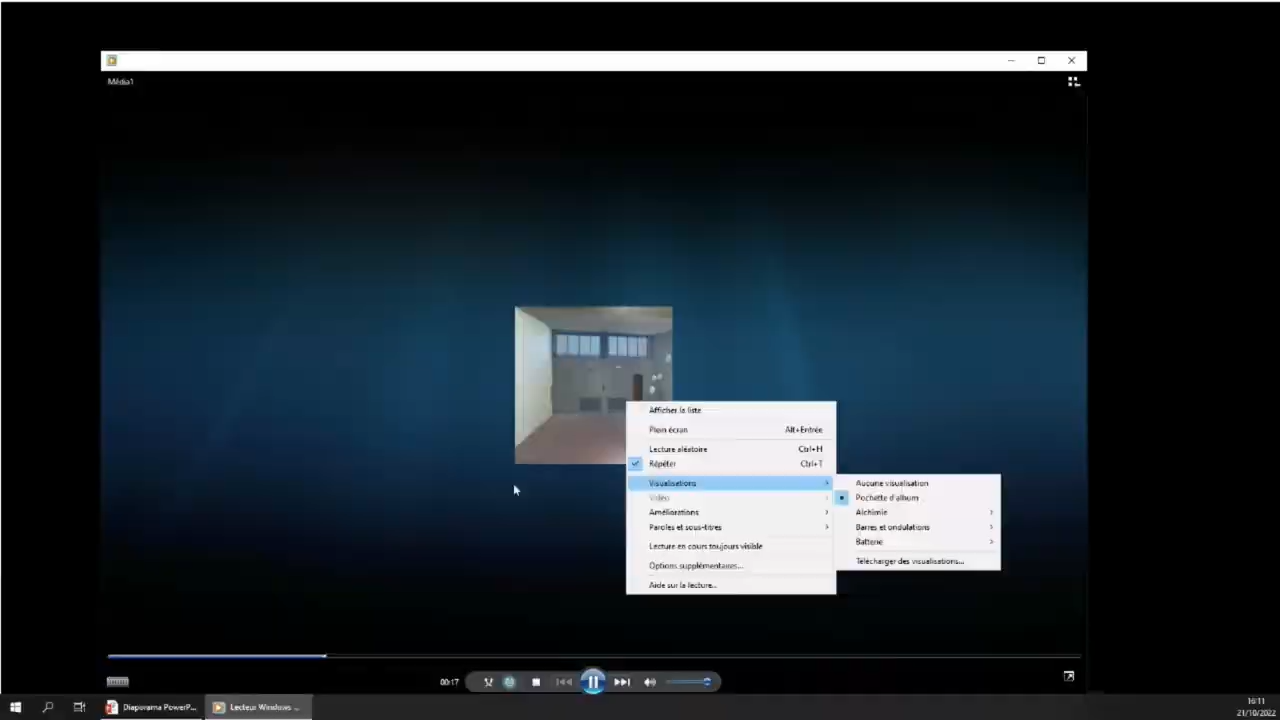 Média1
Afficher la liste
Plein écran Alt+Entrée
Lecture aléatoire Ctrl+H
Répéter Ctrl+T
Visualisations
Vidéo
Améliorations
Paroles et sous-titres
Lecture en cours toujours visible
Options supplémentaires...
Aide sur la lecture...
Aucune visualisation
Pochette d'album
Alchimie
Barres et ondulations
Batterie
Télécharger des visualisations...
00:17
Diaporama PowerP...
Lecteur Windows ...
16:11
21/10/2022